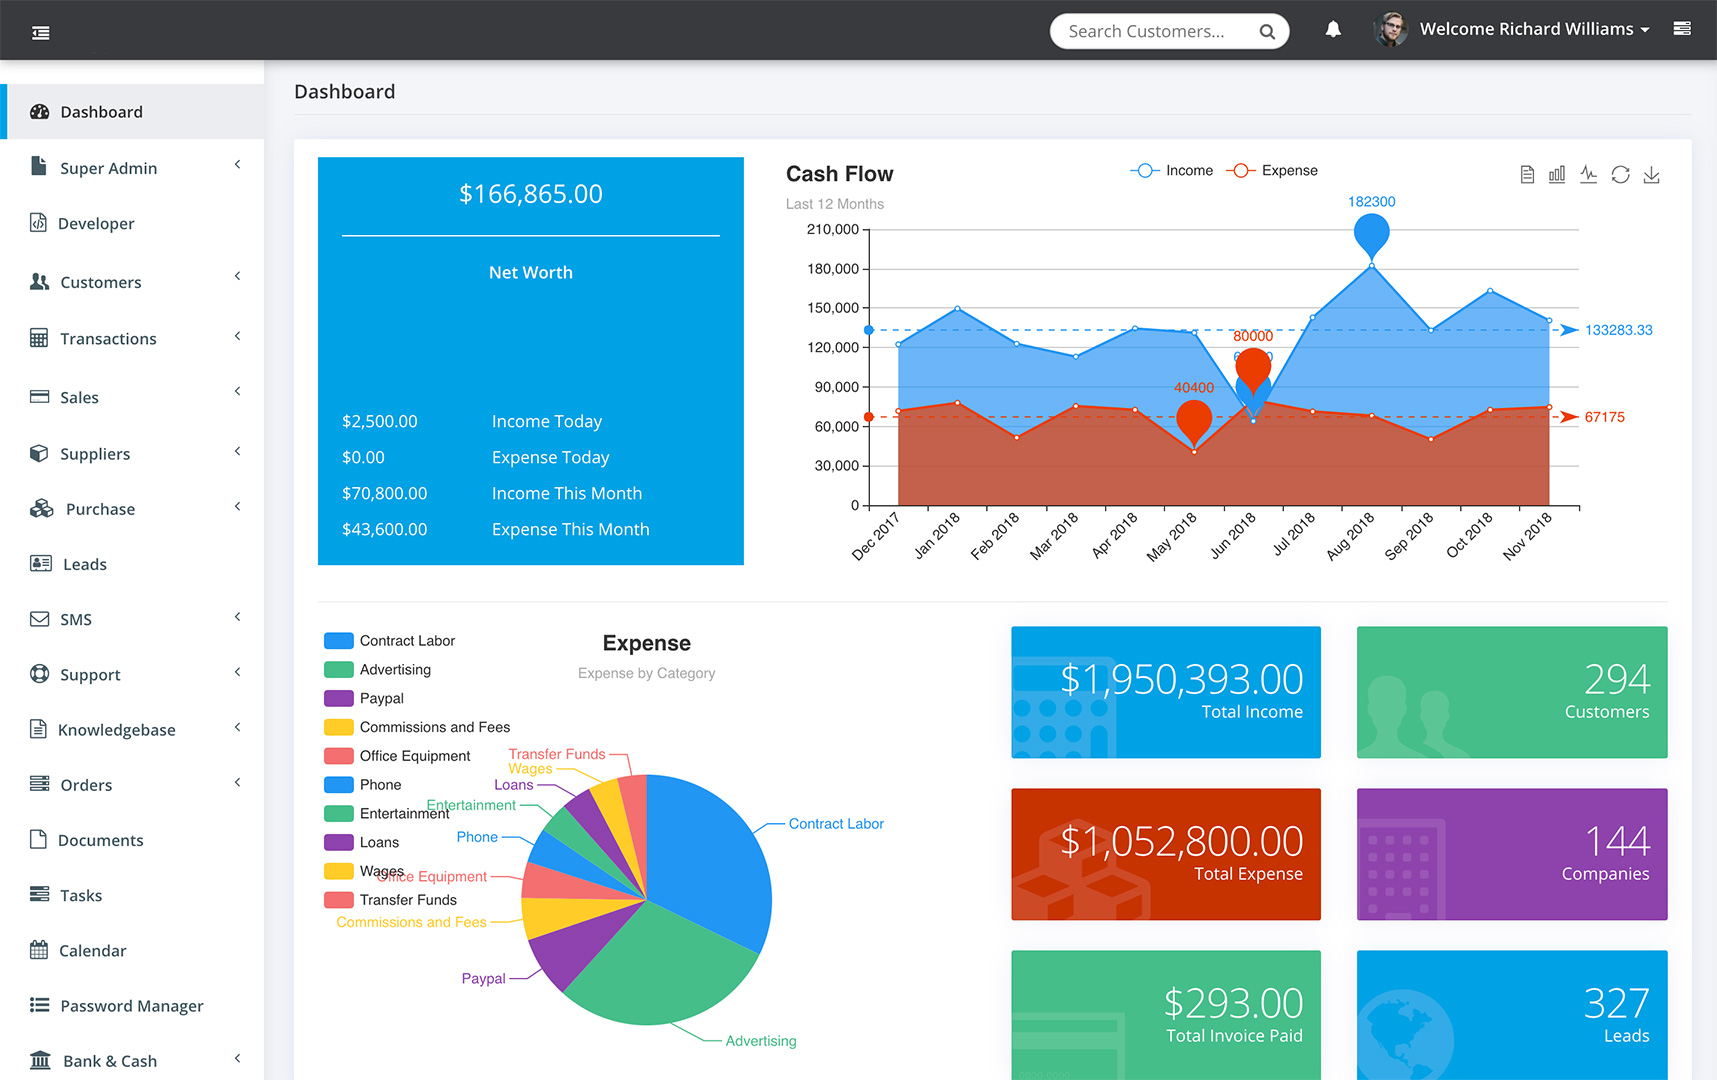 Search Customers...
Welcome Richard Williams
Dashboard
Super Admin
Developer
Customers
Transactions
Sales
Suppliers
Purchase
Leads
SMS
Support
Knowledgebase
Orders
Documents
Tasks
Calendar
Password Manager
Bank & Cash
Dashboard
$166,865.00
Net Worth
$2,500.00 Income Today
$0.00 Expense Today
$70,800.00 Income This Month
$43,600.00 Expense This Month
Cash Flow
Last 12 Months
Income Expense
182300
210,000
180,000
150,000
120,000
90,000
60,000
30,000
0
133283.33
80000
40400
67175
Dec 2017
Jan 2018
Feb 2018
Mar 2018
Apr 2018
May 2018
Jun 2018
Jul 2018
Aug 2018
Sep 2018
Oct 2018
Nov 2018
Contract Labor
Advertising
Paypal
Commissions and Fees
Office Equipment
Phone
Entertainment
Loans
Wages
Transfer Funds
Expense
Expense by Category
Transfer Funds
Wages
Loans
Entertainment
Phone
Office Equipment
Commissions and Fees
Paypal
Contract Labor
Advertising
$1,950,393.00
Total Income
294
Customers
$1,052,800.00
Total Expense
144
Companies
$293.00
Total Invoice Paid
327
Leads